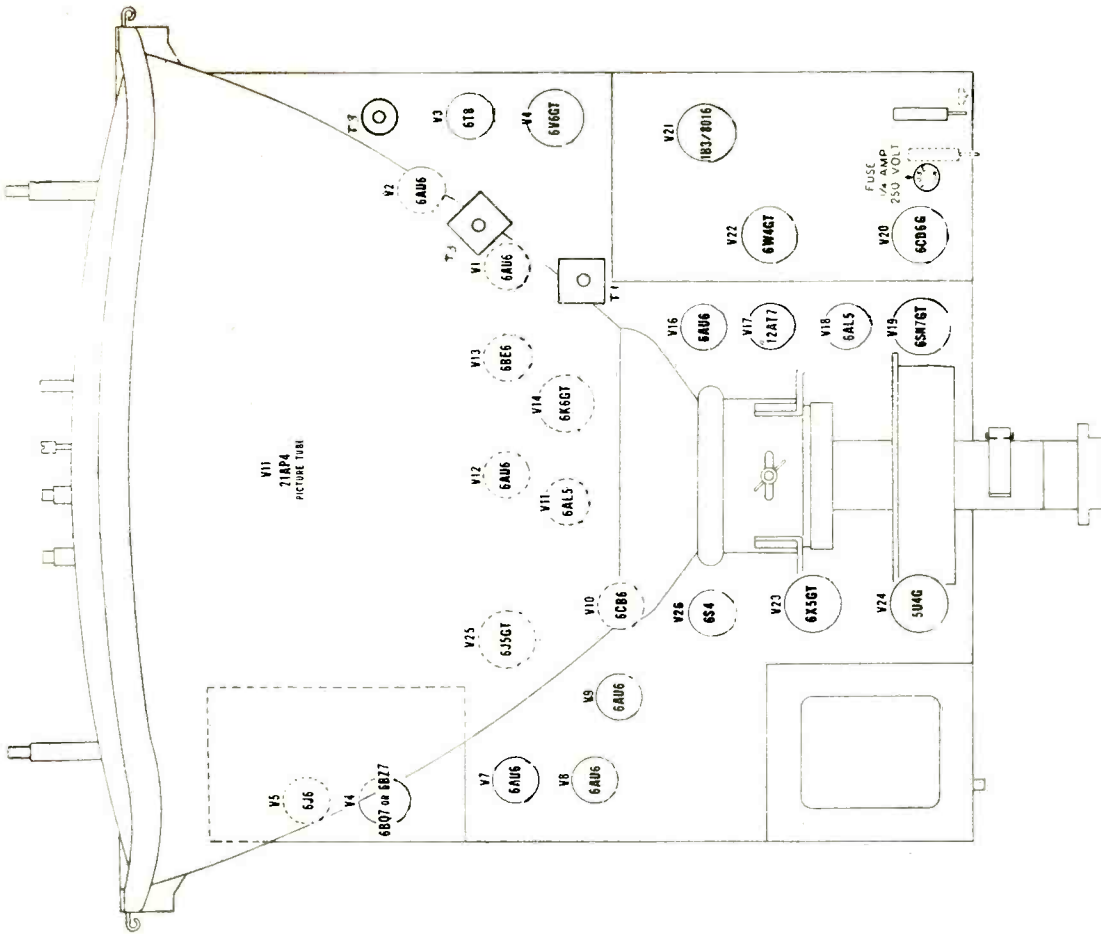 V3
6T8
V4
6V6GT
V21
1B3/8016
V2
6AU6
FUSE
1/4 AMP
250 VOLT
T3
V1
6AU6
V22
6W4GT
V20
6CD6G
T1
V16
6AU6
V17
12AT7
V18
6AL5
V19
6SN7GT
V13
6BE6
V14
6K6GT
V11
21AP4
PICTURE TUBE
V12
6AU6
V11
6AL5
V10
6CB6
V25
6J5GT
V26
6S4
V23
6X5GT
V24
5U4G
V9
6AU6
V5
6J6
V4
6BQ7 OR 6BZ7
V7
6AU6
V8
6AU6